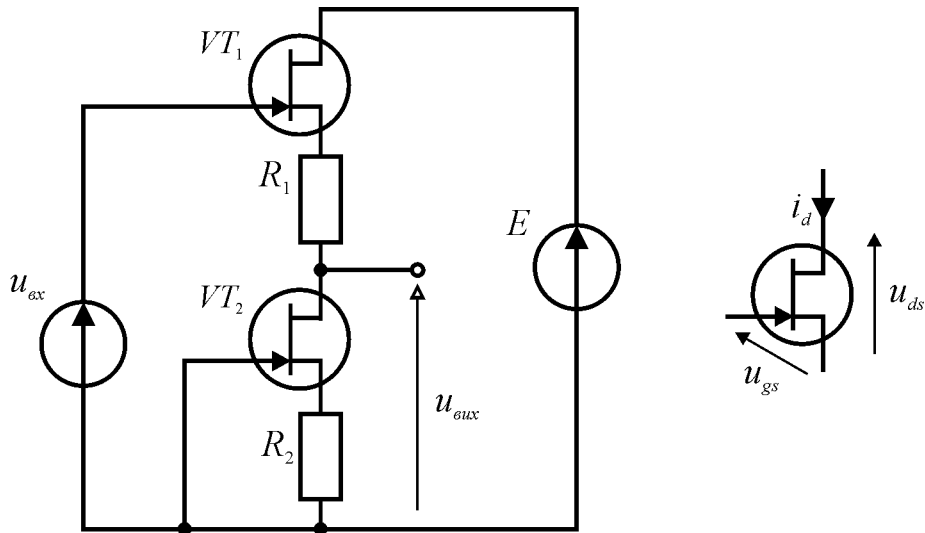 VT₁
R₁
E
u_вх
VT₂
R₂
u_вих
i_d
u_ds
u_gs